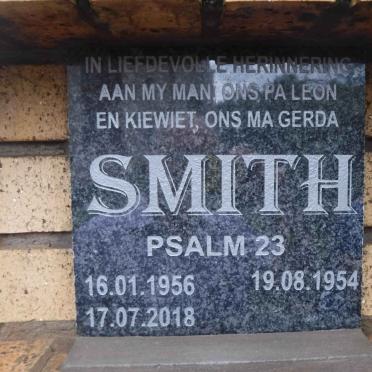 IN LIEFDEVOLLE HERINNERING
AAN MY MAN, ONS PA LEON
EN KIEWIET, ONS MA GERDA
SMITH
PSALM 23
16.01.1956 19.08.1954
17.07.2018